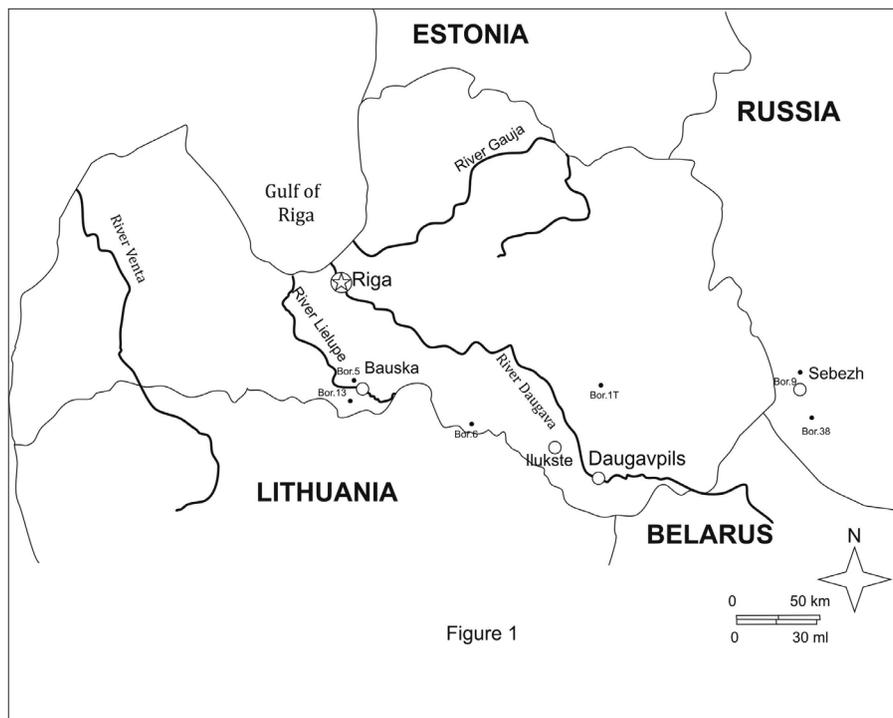 ESTONIA
RUSSIA
River Gauja
Gulf of
Riga
River Venta
Riga
River Lielupe
Bor.5
Bauska
Bor.13
River Daugava
Bor.1T
Bor.9
Sebezh
Bor.38
Bor.6
Ilukste
Daugavpils
LITHUANIA
BELARUS
N
0 50 km
0 30 ml
Figure 1